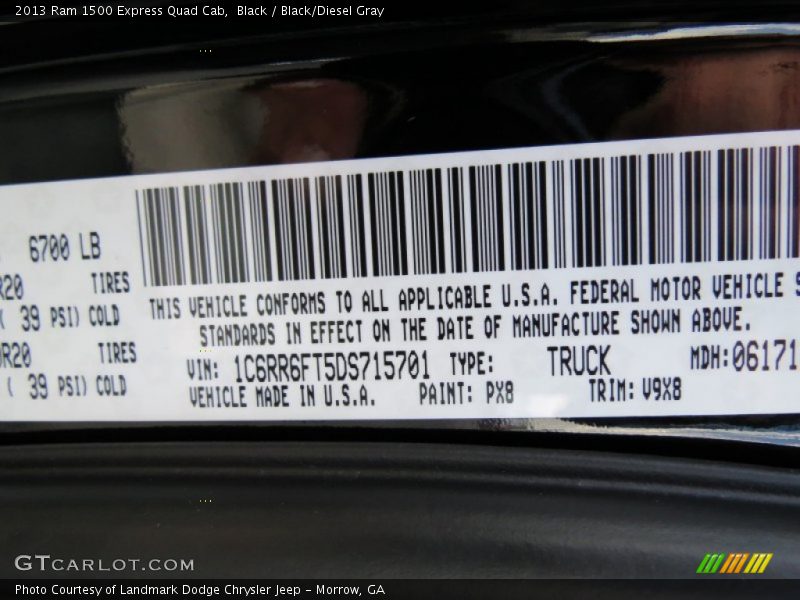 2013 Ram 1500 Express Quad Cab,  Black / Black/Diesel Gray
6700 LB
R20 TIRES
( 39 PSI) COLD
R20 TIRES
( 39 PSI) COLD
THIS VEHICLE CONFORMS TO ALL APPLICABLE U.S.A. FEDERAL MOTOR VEHICLE S
STANDARDS IN EFFECT ON THE DATE OF MANUFACTURE SHOWN ABOVE.
VIN: 1C6RR6FT5DS715701 TYPE: TRUCK MDH: 06171
VEHICLE MADE IN U.S.A. PAINT: PX8 TRIM: V9X8
GTCARLOT.COM
Photo Courtesy of Landmark Dodge Chrysler Jeep – Morrow, GA